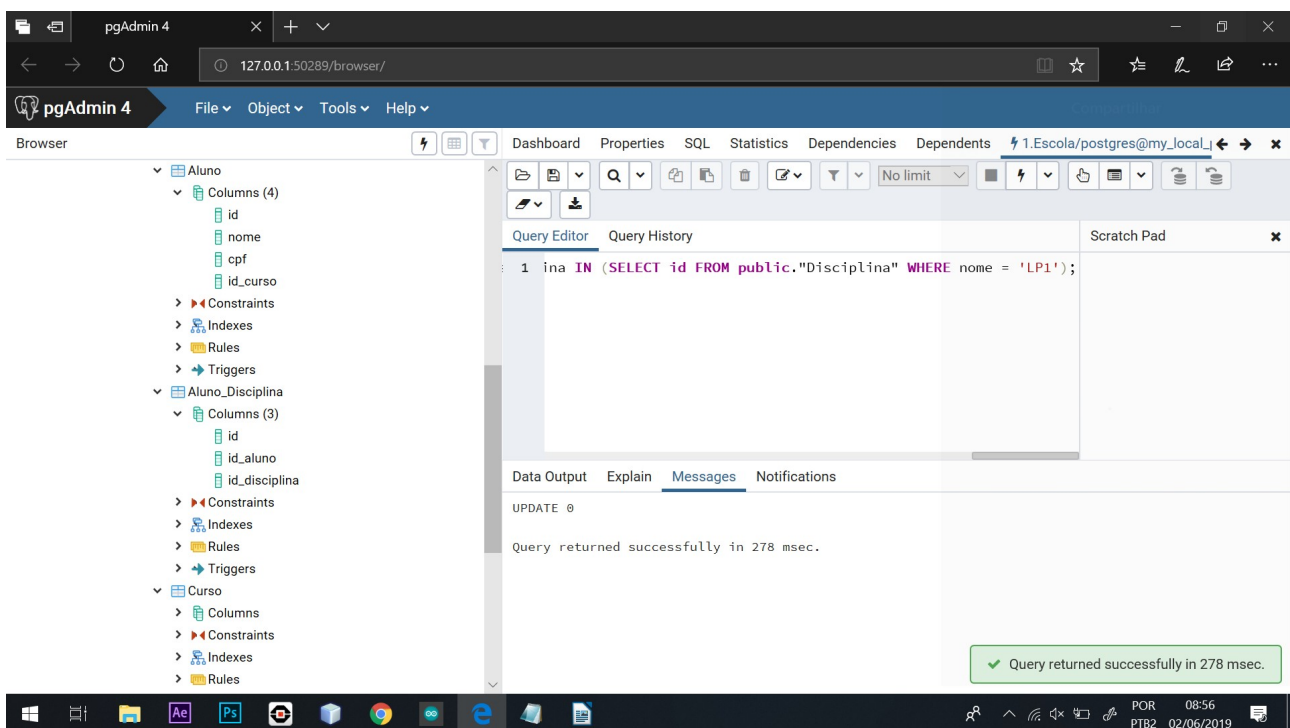 pgAdmin 4
127.0.0.1:50289/browser/
pgAdmin 4 File Object Tools Help
Browser
Dashboard Properties SQL Statistics Dependencies Dependents 1.Escola/postgres@my_local_
No limit
Query Editor Query History
Scratch Pad
1 ina IN (SELECT id FROM public."Disciplina" WHERE nome = 'LP1');
Aluno
Columns (4)
id
nome
cpf
id_curso
Constraints
Indexes
Rules
Triggers
Aluno_Disciplina
Columns (3)
id
id_aluno
id_disciplina
Constraints
Indexes
Rules
Triggers
Curso
Columns
Constraints
Indexes
Rules
Data Output Explain Messages Notifications
UPDATE 0
Query returned successfully in 278 msec.
Query returned successfully in 278 msec.
Ae Ps
POR
PTB2
08:56
02/06/2019